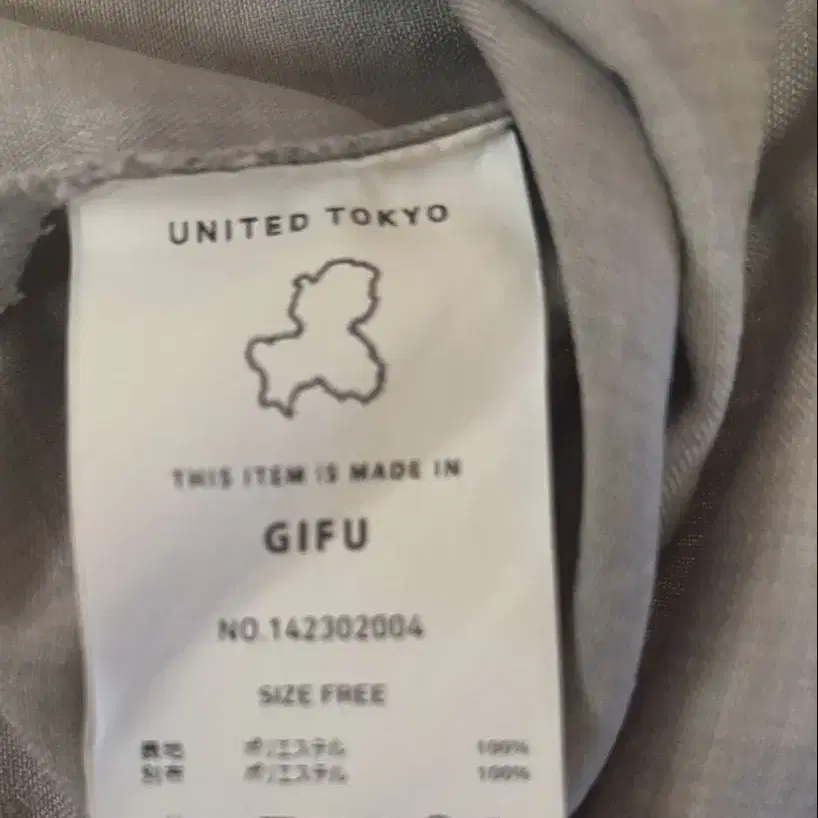 UNITED TOKYO
THIS ITEM IS MADE IN
GIFU
NO.142302004
SIZE FREE
表地 ポリエステル 100%
別布 ポリエステル 100%